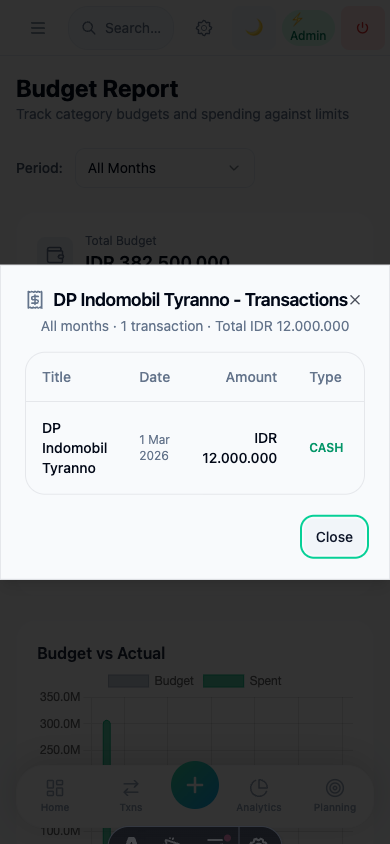 Search...
Admin
Budget Report
Track category budgets and spending against limits
Period:
All Months
Total Budget
IDR 382.500.000
DP Indomobil Tyranno - Transactions
All months · 1 transaction · Total IDR 12.000.000
Title Date Amount Type
DP
Indomobil
Tyranno
1 Mar
2026
IDR
12.000.000
CASH
Close
Budget vs Actual
Budget Spent
350.0M
300.0M
250.0M
Home Txns Analytics Planning
100.0M